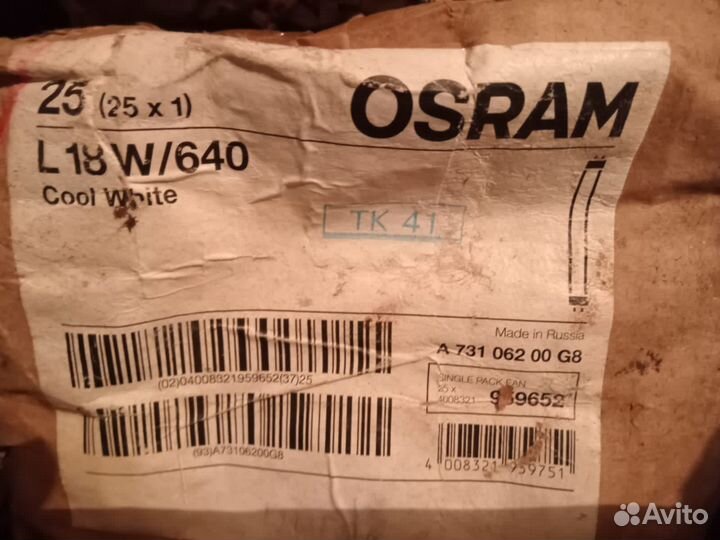 25 (25 x 1)
OSRAM
L 18 W/640
Cool White
TK 41
Made in Russia
A 731 062 00 G8
(02)04008321959652(37)25
SINGLE PACK EAN
25 x
4008321 959652
(93)A73106200G8
4 008321 959751
Avito